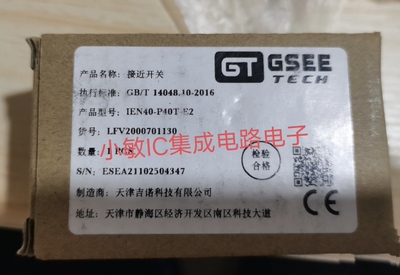 GT GSEE
TECH
产品名称: 接近开关
执行标准: GB/T 14048.10-2016
产品型号: IEN40-P40T-E2
货号: LFV2000701130
小敏IC集成电路电子
数量: 1 PCS
检验
合格
S/N: ESEA21102504347
制造商: 天津吉诺科技有限公司
地址: 天津市静海区经济开发区南区科技大道
CE